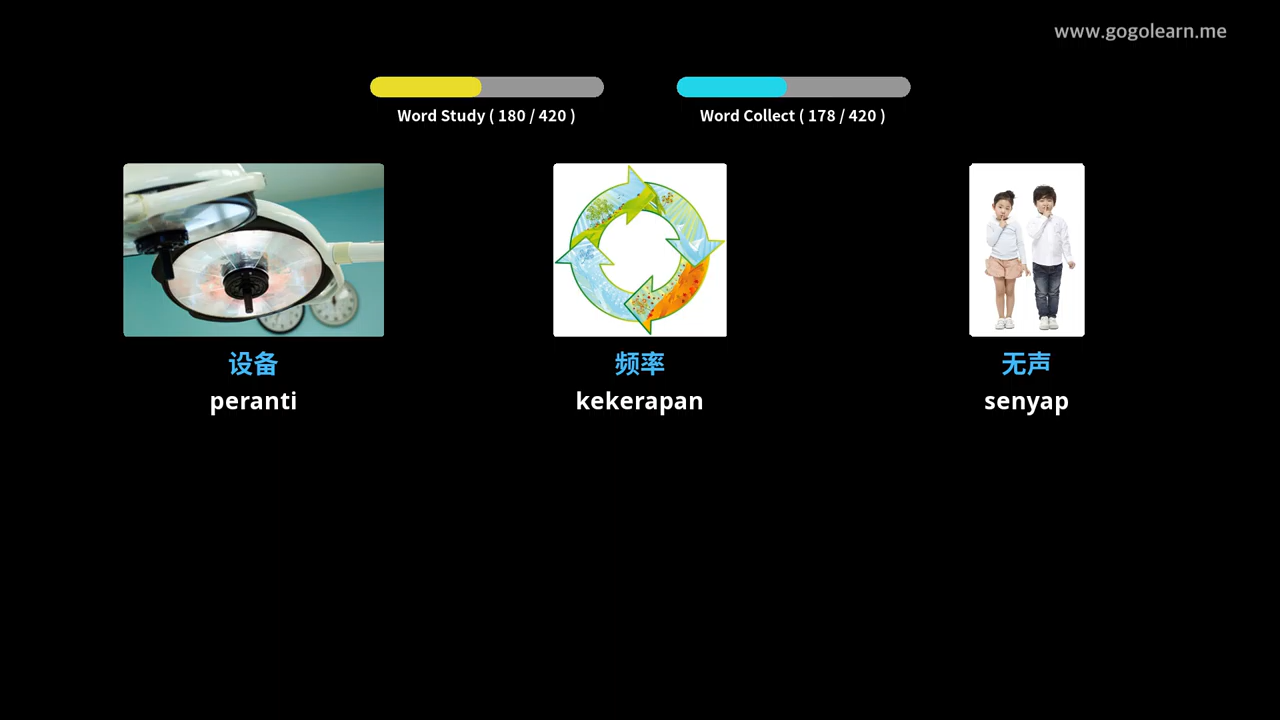 www.gogolearn.me
Word Study ( 180 / 420 )
Word Collect ( 178 / 420 )
设备
peranti
频率
kekerapan
无声
senyap